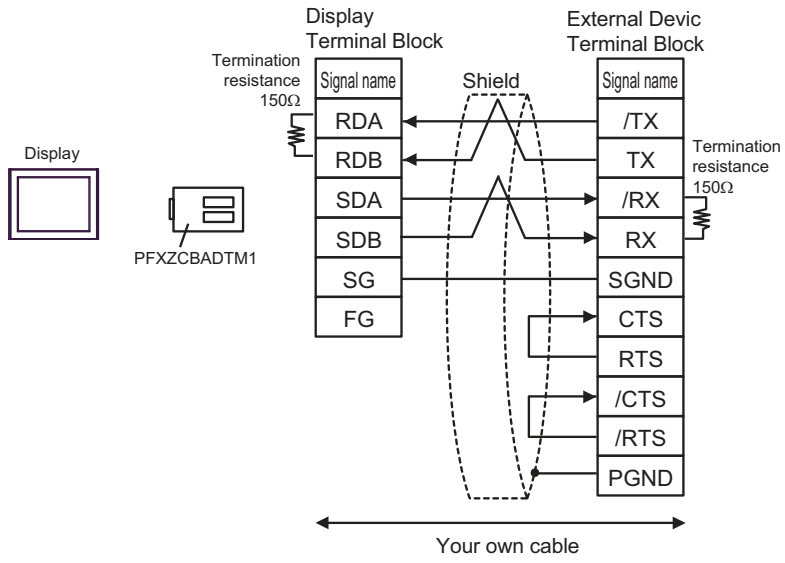 Display
Terminal Block
External Devic
Terminal Block
Termination
resistance
150Ω
Signal name
Shield
Signal name
RDA
/TX
RDB
TX
Termination
resistance
150Ω
Display
SDA
/RX
SDB
RX
PFXZCBADTM1
SG
SGND
FG
CTS
RTS
/CTS
/RTS
PGND
Your own cable